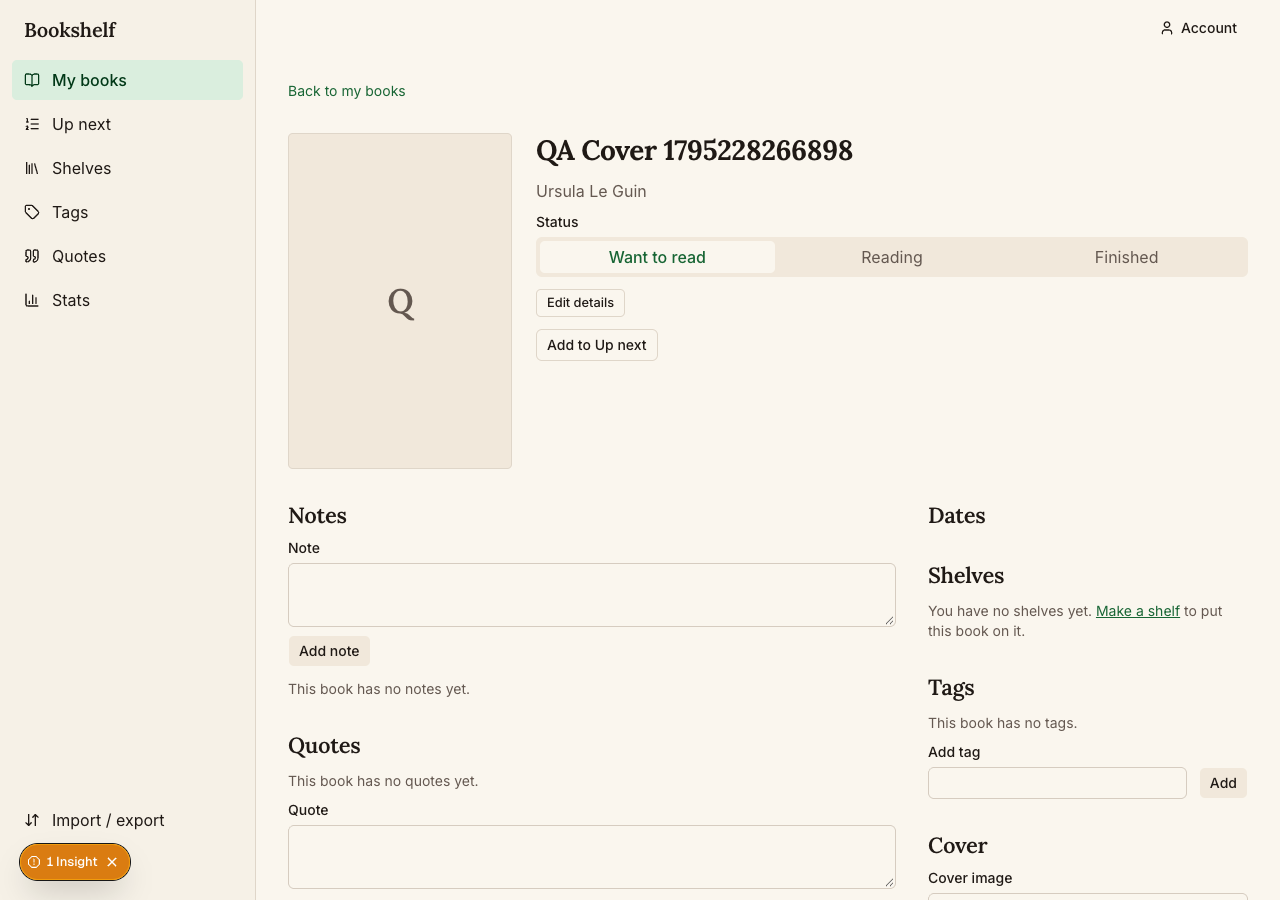 Bookshelf
My books
Up next
Shelves
Tags
Quotes
Stats
Import / export
1 Insight
Account
Back to my books
Q
QA Cover 1795228266898
Ursula Le Guin
Status
Want to read
Reading
Finished
Edit details
Add to Up next
Notes
Note
Add note
This book has no notes yet.
Quotes
This book has no quotes yet.
Quote
Dates
Shelves
You have no shelves yet. Make a shelf to put
this book on it.
Tags
This book has no tags.
Add tag
Add
Cover
Cover image